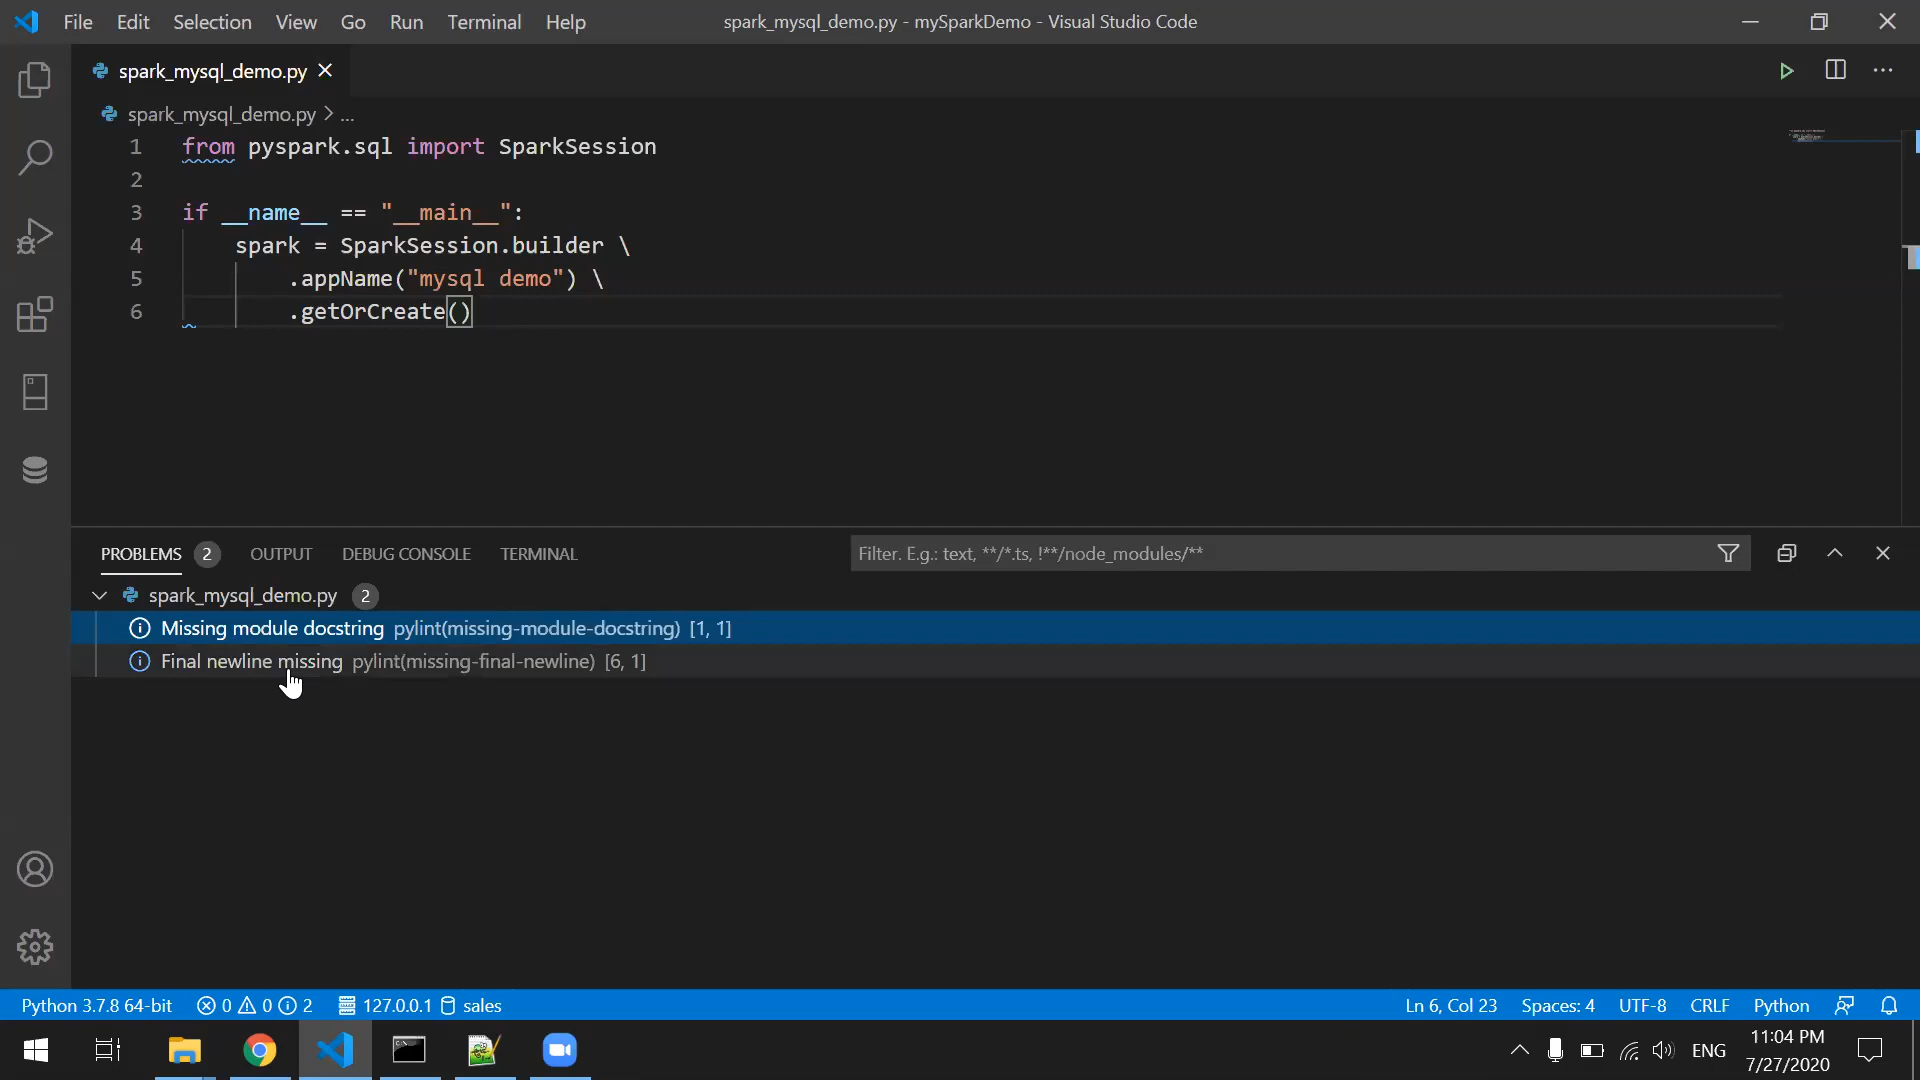 File Edit Selection View Go Run Terminal Help
spark_mysql_demo.py - mySparkDemo - Visual Studio Code
spark_mysql_demo.py
spark_mysql_demo.py > ...
1 from pyspark.sql import SparkSession
2
3 if __name__ == "__main__":
4 spark = SparkSession.builder \
5 .appName("mysql demo") \
6 .getOrCreate()
PROBLEMS 2 OUTPUT DEBUG CONSOLE TERMINAL
Filter. E.g.: text, **/*.ts, !**/node_modules/**
spark_mysql_demo.py 2
Missing module docstring pylint(missing-module-docstring) [1, 1]
Final newline missing pylint(missing-final-newline) [6, 1]
Python 3.7.8 64-bit 0 0 2 127.0.0.1 sales
Ln 6, Col 23 Spaces: 4 UTF-8 CRLF Python
ENG
11:04 PM
7/27/2020